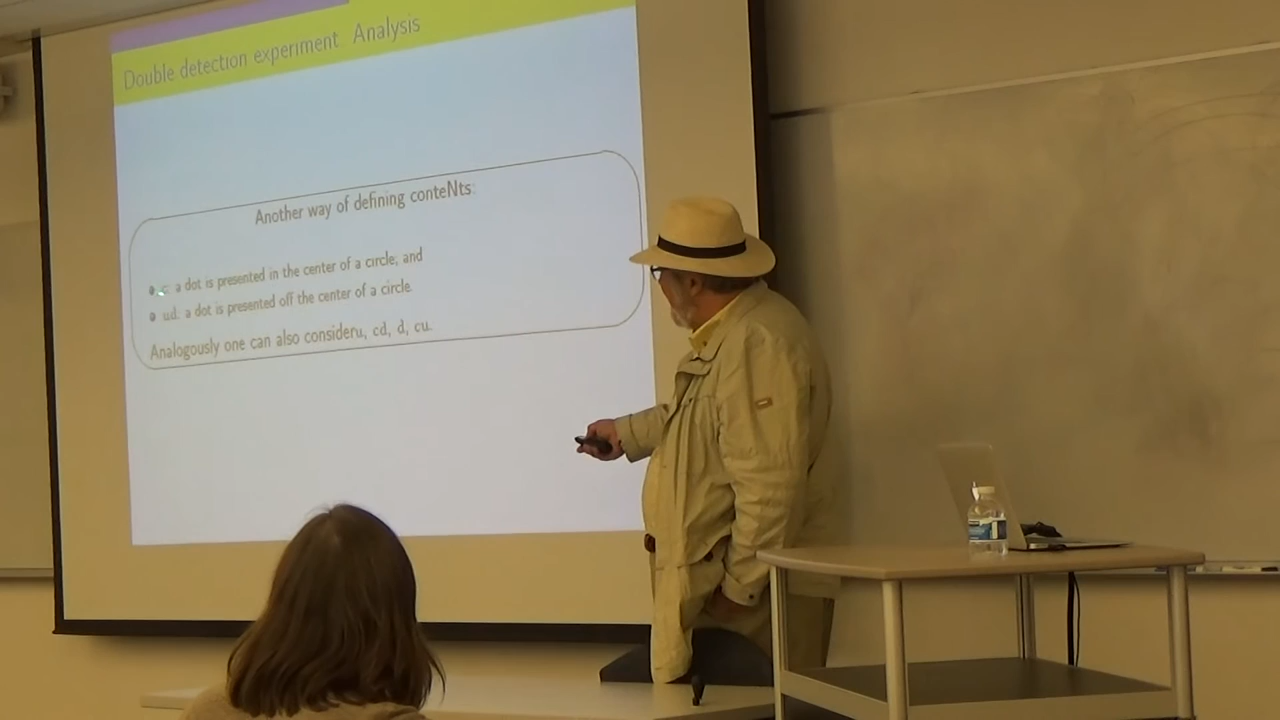 Double detection experiment Analysis
Another way of defining conteNts:
c: a dot is presented in the center of a circle; and
ud: a dot is presented off the center of a circle.
Analogously one can also consideru, cd, d, cu.